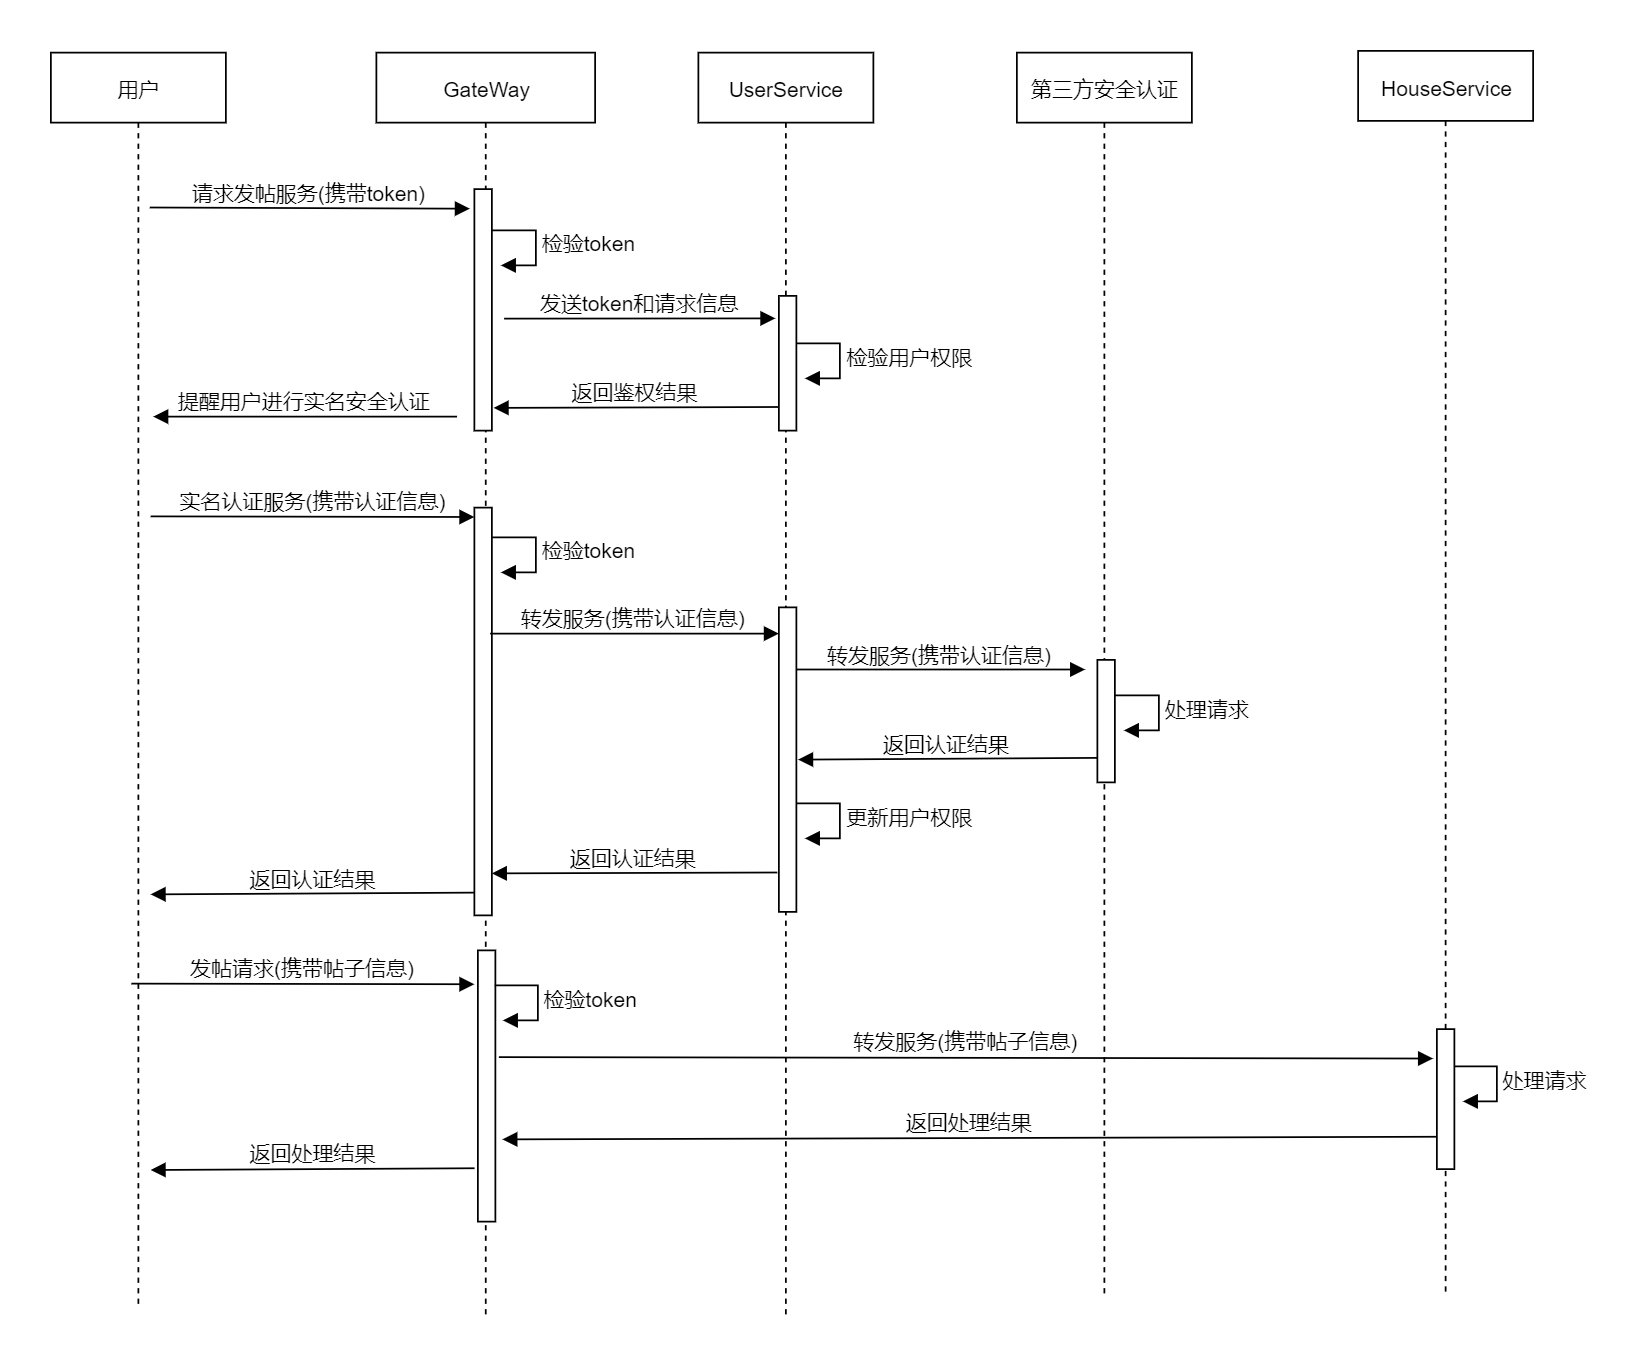 用户
GateWay
UserService
第三方安全认证
HouseService
请求发帖服务(携带token)
检验token
发送token和请求信息
检验用户权限
返回鉴权结果
提醒用户进行实名安全认证
实名认证服务(携带认证信息)
检验token
转发服务(携带认证信息)
转发服务(携带认证信息)
处理请求
返回认证结果
更新用户权限
返回认证结果
返回认证结果
发帖请求(携带帖子信息)
检验token
转发服务(携带帖子信息)
处理请求
返回处理结果
返回处理结果